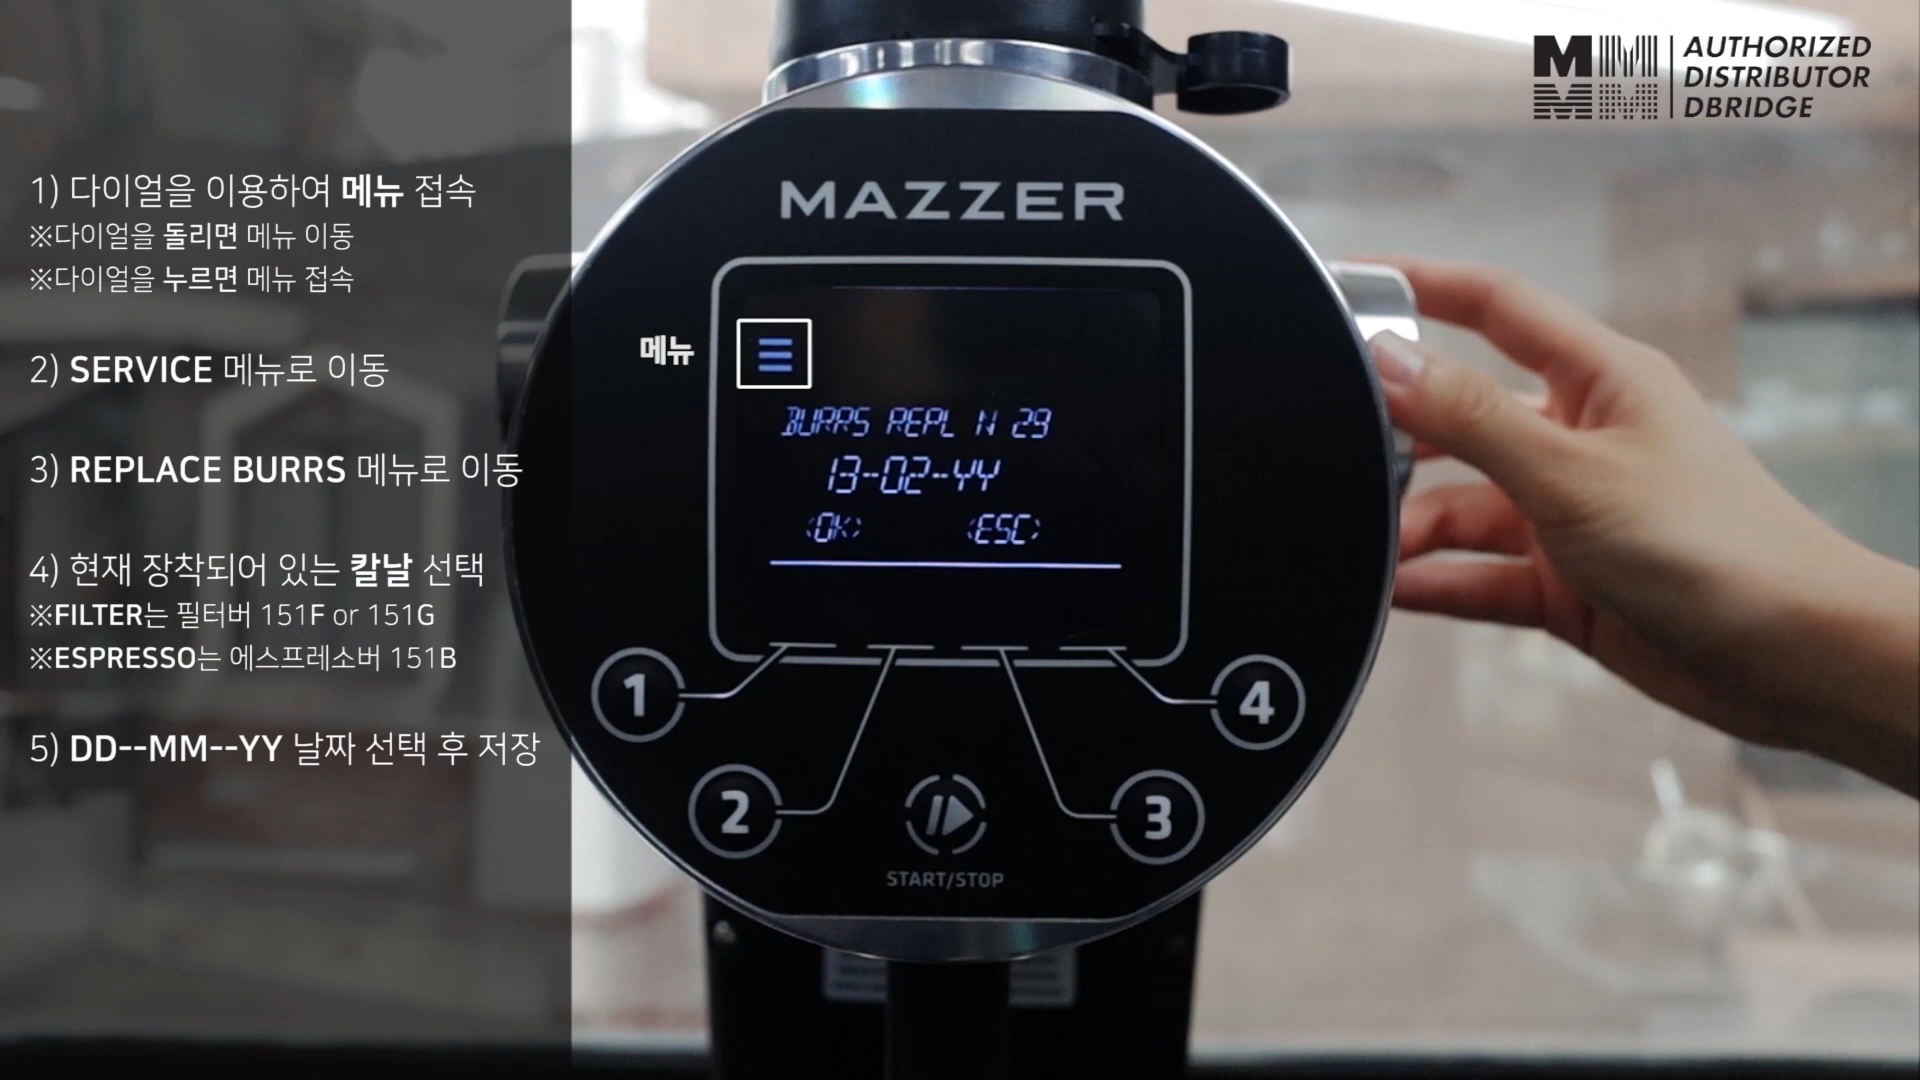 AUTHORIZED
DISTRIBUTOR
DBRIDGE
1) 다이얼을 이용하여 메뉴 접속
※다이얼을 돌리면 메뉴 이동
※다이얼을 누르면 메뉴 접속
2) SERVICE 메뉴로 이동
3) REPLACE BURRS 메뉴로 이동
4) 현재 장착되어 있는 칼날 선택
※FILTER는 필터버 151F or 151G
※ESPRESSO는 에스프레소버 151B
5) DD--MM--YY 날짜 선택 후 저장
MAZZER
메뉴
BURRS REPL N 29
13-02-YY
<OK> <ESC>
1
4
2
3
START/STOP